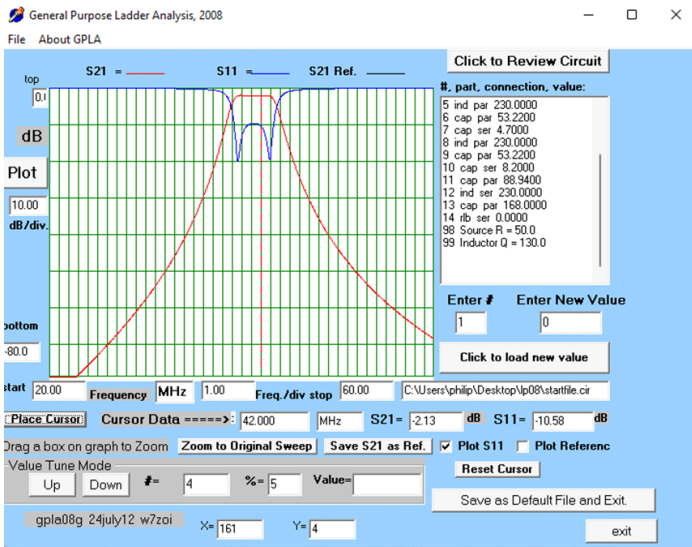 General Purpose Ladder Analysis, 2008
File About GPLA
S21 = S11 = S21 Ref.
Click to Review Circuit
top
0.
dB
Plot
10.00
dB/div.
bottom
-80.0
#, part, connection, value:
5 ind par 230.0000
6 cap par 53.2200
7 cap ser 4.7000
8 ind par 230.0000
9 cap par 53.2200
10 cap ser 8.2000
11 cap par 88.9400
12 ind ser 230.0000
13 cap par 168.0000
14 rlb ser 0.0000
98 Source R = 50.0
99 Inductor Q = 130.0
Enter # Enter New Value
1 0
Click to load new value
start 20.00 Frequency MHz 1.00 Freq./div stop 60.00 C:\Users\philip\Desktop\lp08\startfile.cir
Place Cursor Cursor Data =====>: 42.000 MHz S21= -2.13 dB S11= -10.58 dB
Drag a box on graph to Zoom Zoom to Original Sweep Save S21 as Ref. Plot S11 Plot Referenc
Value Tune Mode Reset Cursor
Up Down #= 4 %= 5 Value=
Save as Default File and Exit.
gpla08g 24july12 w7zoi X= 161 Y= 4 exit